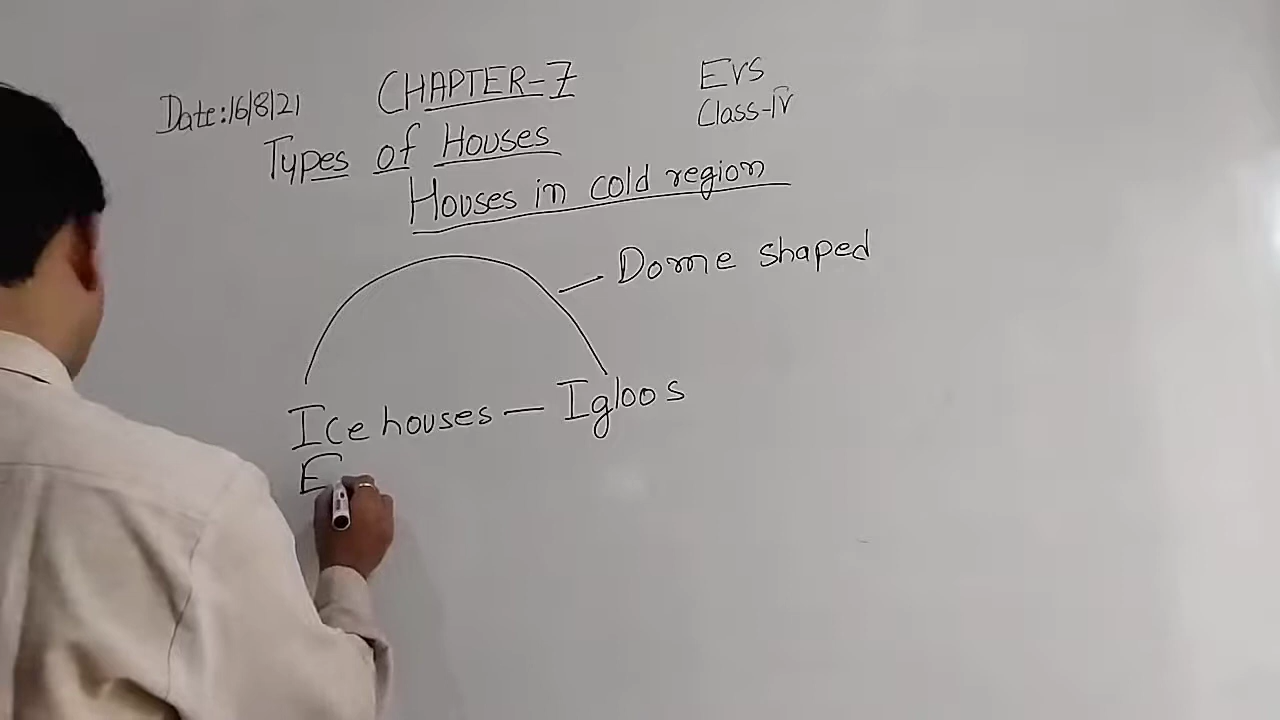 Date:16/8/21
CHAPTER-7
EVS
Class-IV
Types of Houses
Houses in cold region
Dome shaped
Ice houses — Igloos
E